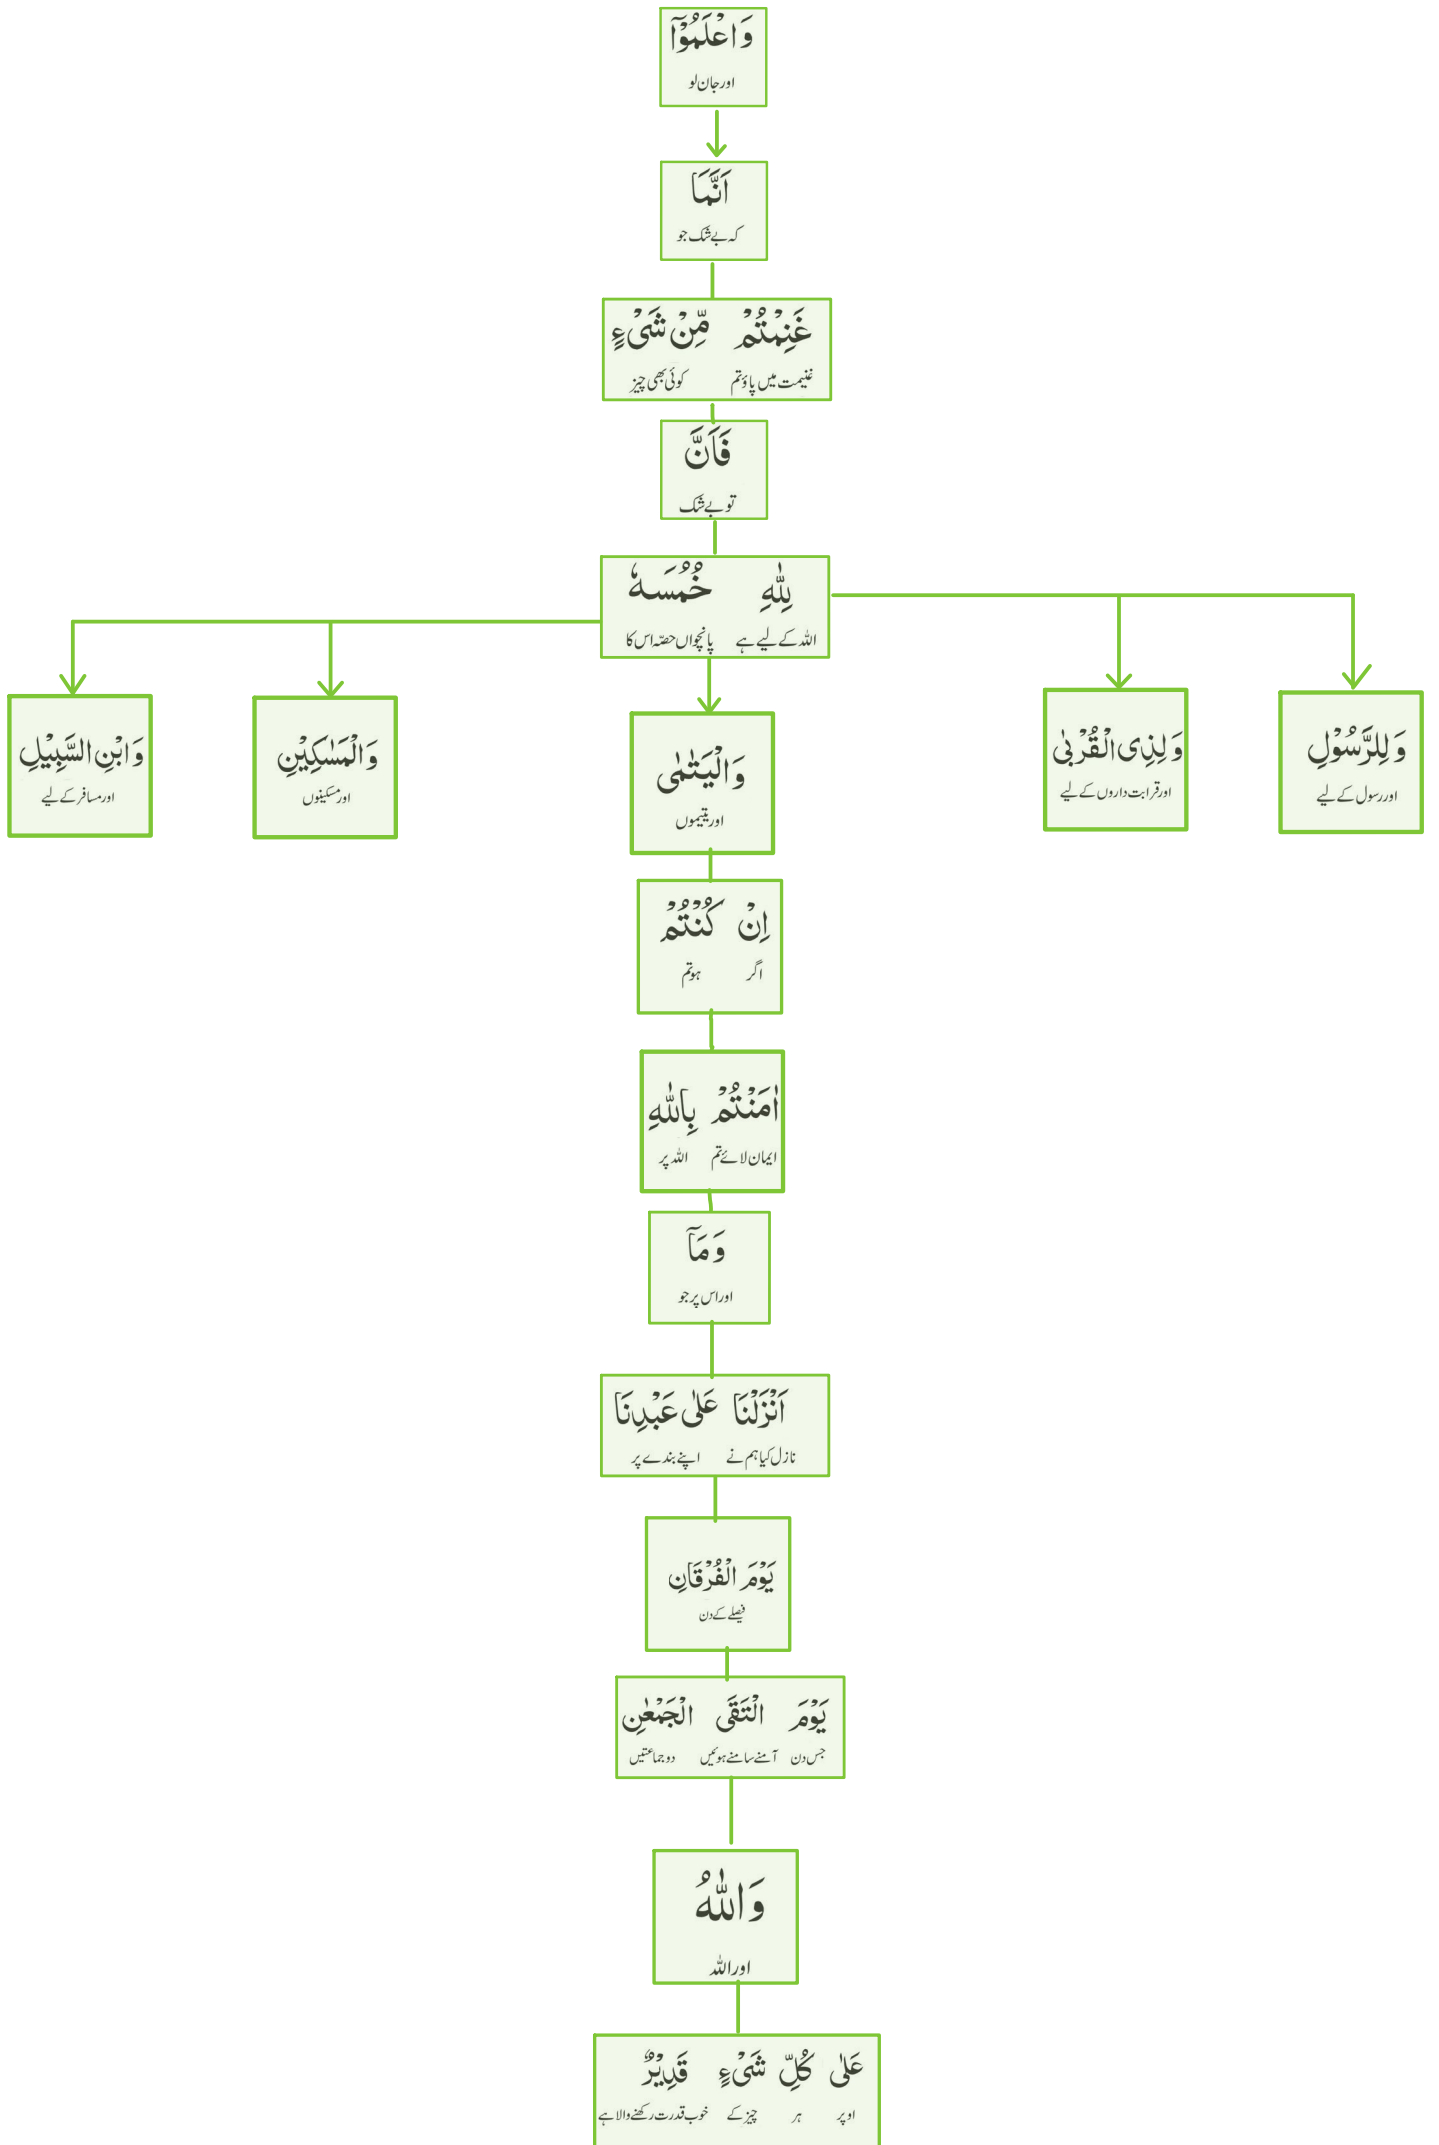 وَاعْلَمُوْۤا
اور جان لو
اَنَّمَا
کہ بے شک جو
غَنِمْتُمْ مِّنْ شَیْءٍ
غنیمت میں پاؤ تم کوئی بھی چیز
فَاَنَّ
تو بے شک
لِلّٰهِ خُمُسَهٗ
اللہ کے لیے ہے پانچواں حصّہ اس کا
وَلِلرَّسُوْلِ
اور رسول کے لیے
وَلِذِی الْقُرْبٰی
اور قرابت داروں کے لیے
وَالْیَتٰمٰی
اور یتیموں
وَالْمَسٰكِیْنِ
اور مسکینوں
وَابْنِ السَّبِیْلِ
اور مسافر کے لیے
اِنْ كُنْتُمْ
اگر ہو تم
اٰمَنْتُمْ بِاللّٰهِ
ایمان لائے تم اللہ پر
وَمَاۤ
اور اس پر جو
اَنْزَلْنَا عَلٰی عَبْدِنَا
نازل کیا ہم نے اپنے بندے پر
یَوْمَ الْفُرْقَانِ
فیصلے کے دن
یَوْمَ الْتَقَی الْجَمْعٰنِ
جس دن آمنے سامنے ہوئیں دو جماعتیں
وَاللّٰهُ
اور اللہ
عَلٰی كُلِّ شَیْءٍ قَدِیْرٌ
اوپر ہر چیز کے خوب قدرت رکھنے والا ہے